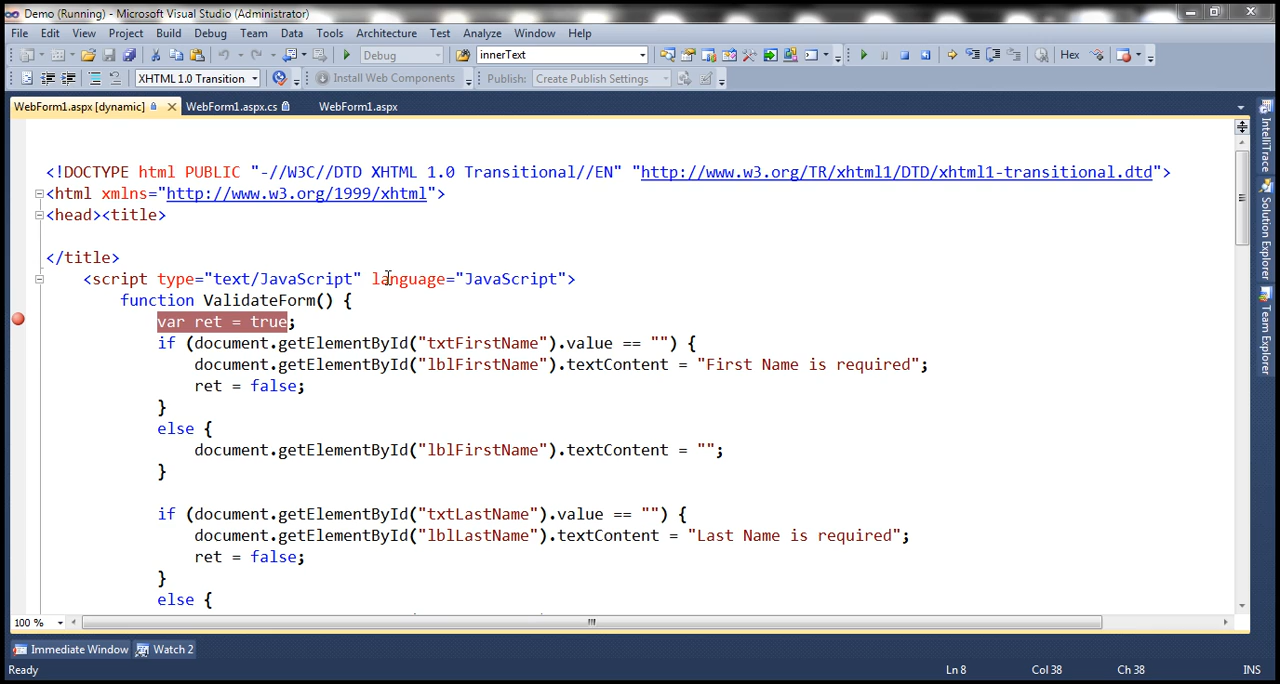 Demo (Running) - Microsoft Visual Studio (Administrator)
File Edit View Project Build Debug Team Data Tools Architecture Test Analyze Window Help
Debug innerText Hex
XHTML 1.0 Transition Install Web Components Publish: Create Publish Settings
WebForm1.aspx [dynamic] WebForm1.aspx.cs WebForm1.aspx
<!DOCTYPE html PUBLIC "-//W3C//DTD XHTML 1.0 Transitional//EN" "http://www.w3.org/TR/xhtml1/DTD/xhtml1-transitional.dtd">
<html xmlns="http://www.w3.org/1999/xhtml">
<head><title>
</title>
<script type="text/JavaScript" language="JavaScript">
function ValidateForm() {
var ret = true;
if (document.getElementById("txtFirstName").value == "") {
document.getElementById("lblFirstName").textContent = "First Name is required";
ret = false;
}
else {
document.getElementById("lblFirstName").textContent = "";
}
if (document.getElementById("txtLastName").value == "") {
document.getElementById("lblLastName").textContent = "Last Name is required";
ret = false;
}
else {
100 %
Immediate Window Watch 2
Ready Ln 8 Col 38 Ch 38 INS
IntelliTrace
Solution Explorer
Team Explorer